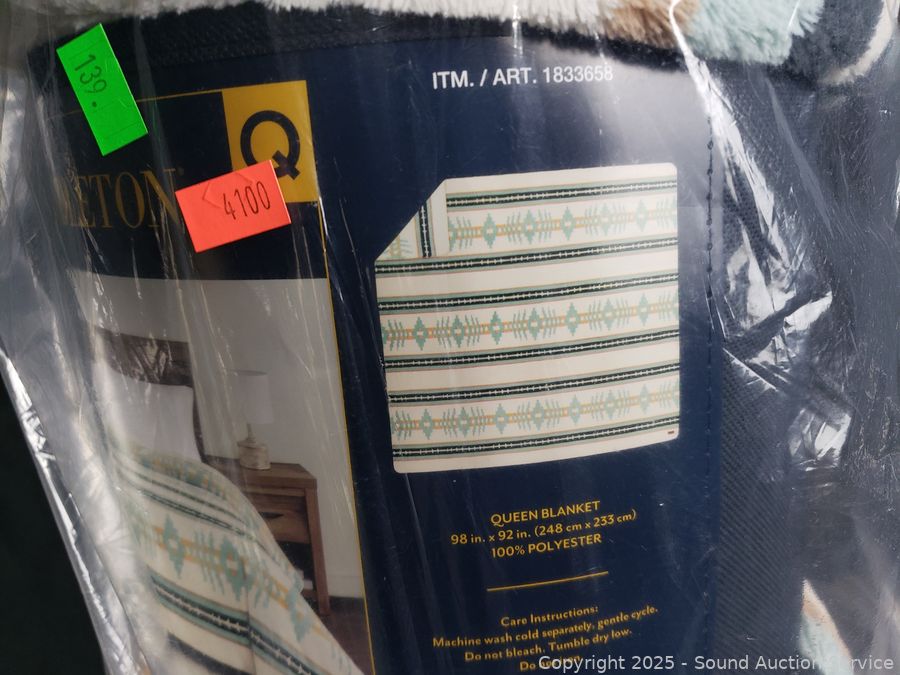 139.
ITM. / ART. 1833658
Q
ETON
4100
QUEEN BLANKET
98 in. x 92 in. (248 cm x 233 cm)
100% POLYESTER
Care Instructions:
Machine wash cold separately, gentle cycle.
Do not bleach. Tumble dry low.
Do
Copyright 2025 - Sound Auction Service